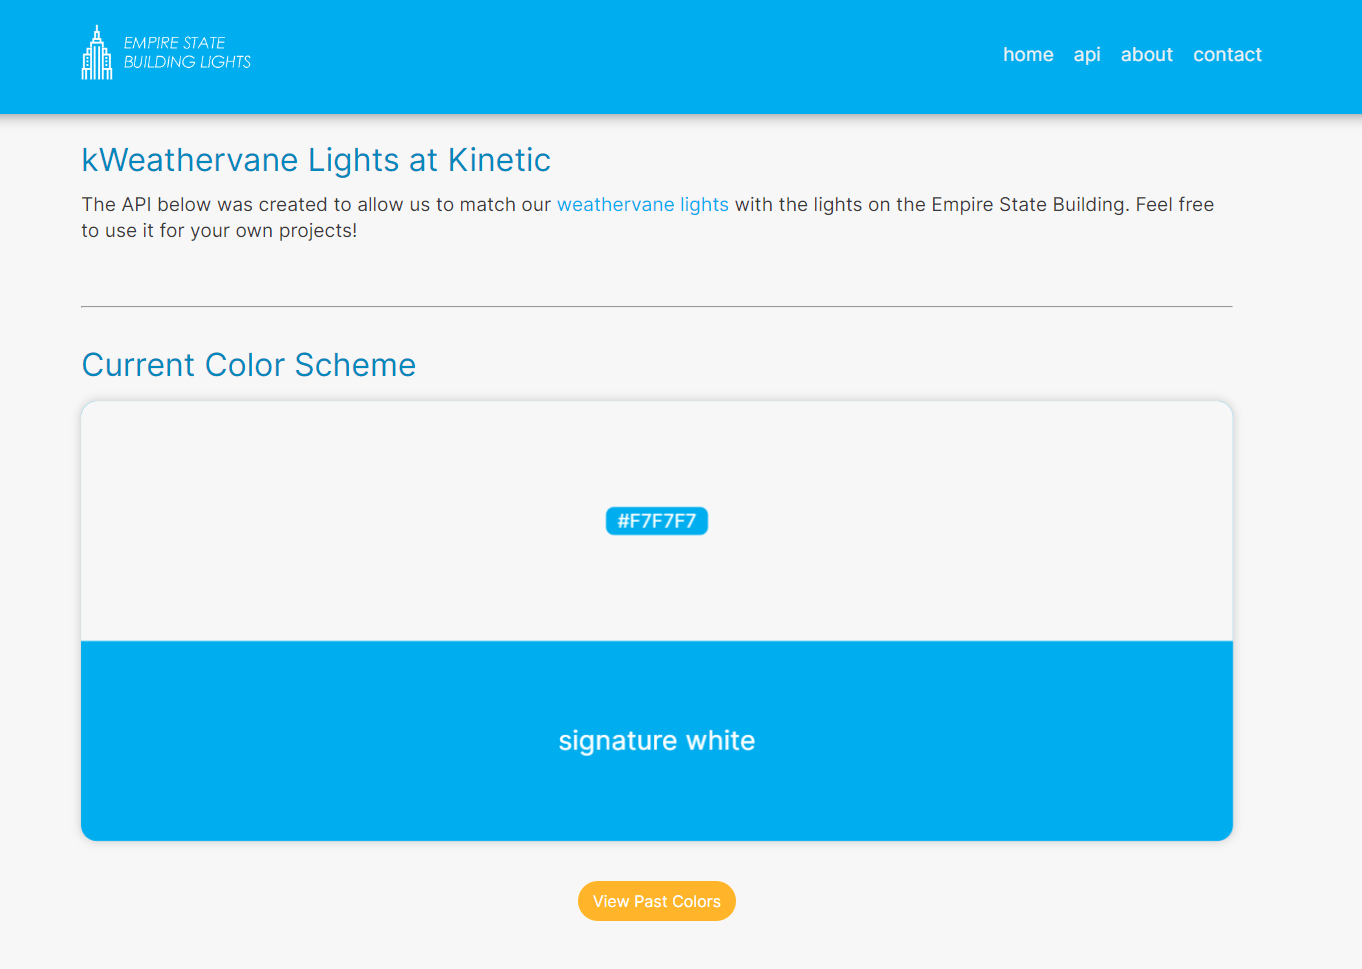 EMPIRE STATE
BUILDING LIGHTS
home api about contact
kWeathervane Lights at Kinetic
The API below was created to allow us to match our weathervane lights with the lights on the Empire State Building. Feel free
to use it for your own projects!
Current Color Scheme
#F7F7F7
signature white
View Past Colors